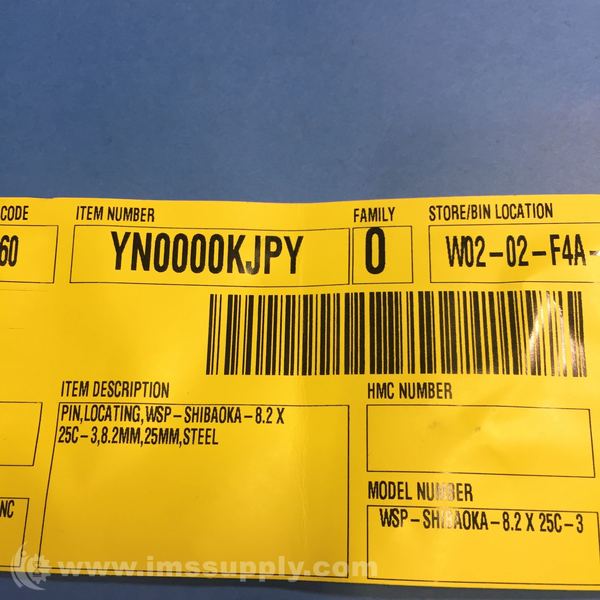 CODE
ITEM NUMBER
FAMILY
STORE/BIN LOCATION
60
YN0000KJPY
0
W02-02-F4A-
ITEM DESCRIPTION
PIN,LOCATING,WSP-SHIBAOKA-8.2 X
25C-3,8.2MM,25MM,STEEL
HMC NUMBER
MODEL NUMBER
WSP-SHIBAOKA-8.2 X 25C-3
NC
www.imssupply.com